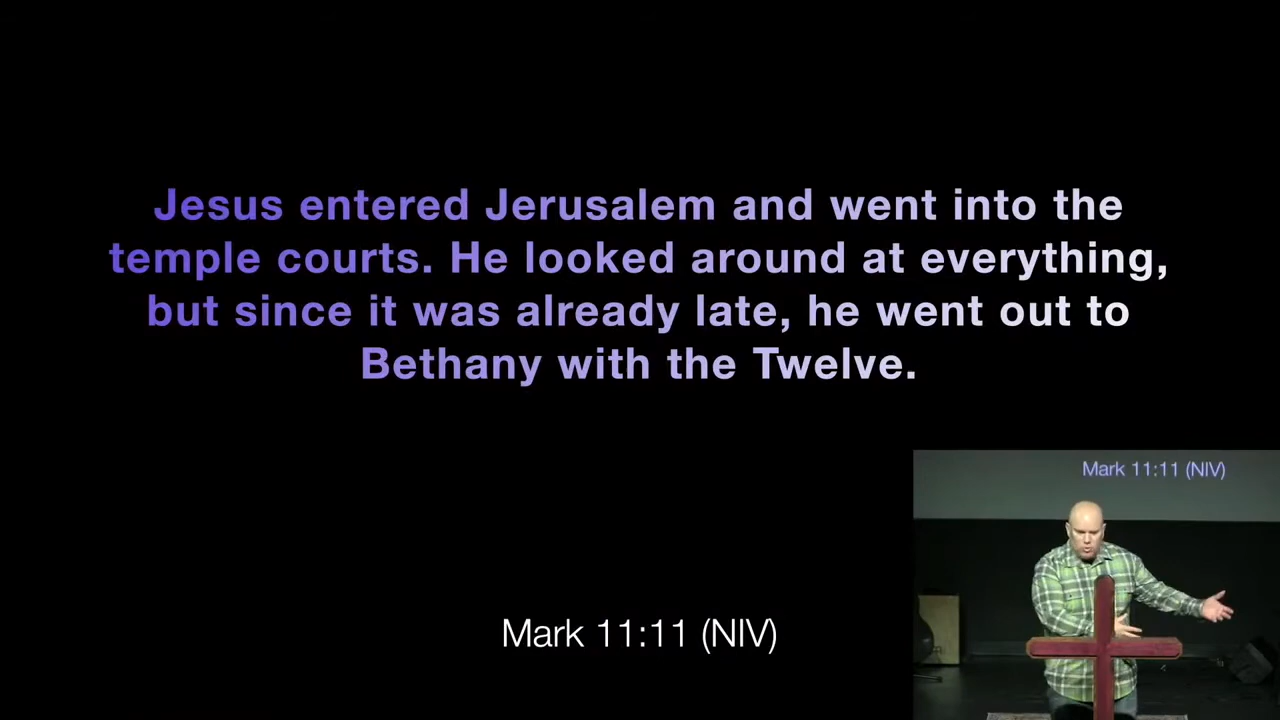 Jesus entered Jerusalem and went into the
temple courts. He looked around at everything,
but since it was already late, he went out to
Bethany with the Twelve.
Mark 11:11 (NIV)
Mark 11:11 (NIV)